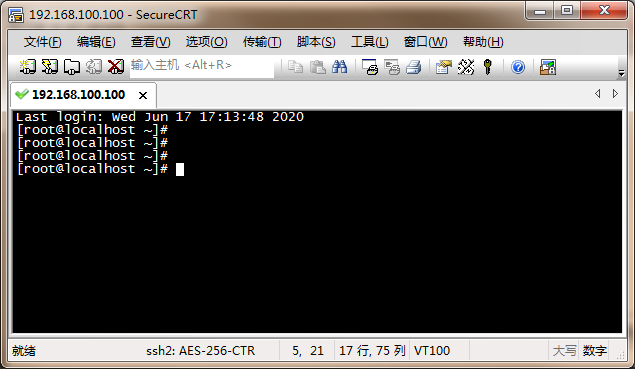 192.168.100.100 - SecureCRT
文件(F) 编辑(E) 查看(V) 选项(O) 传输(T) 脚本(S) 工具(L) 窗口(W) 帮助(H)
输入主机 <Alt+R>
192.168.100.100
Last login: Wed Jun 17 17:13:48 2020
[root@localhost ~]#
[root@localhost ~]#
[root@localhost ~]#
[root@localhost ~]#
就绪 ssh2: AES-256-CTR 5, 21 17 行, 75 列 VT100 大写 数字